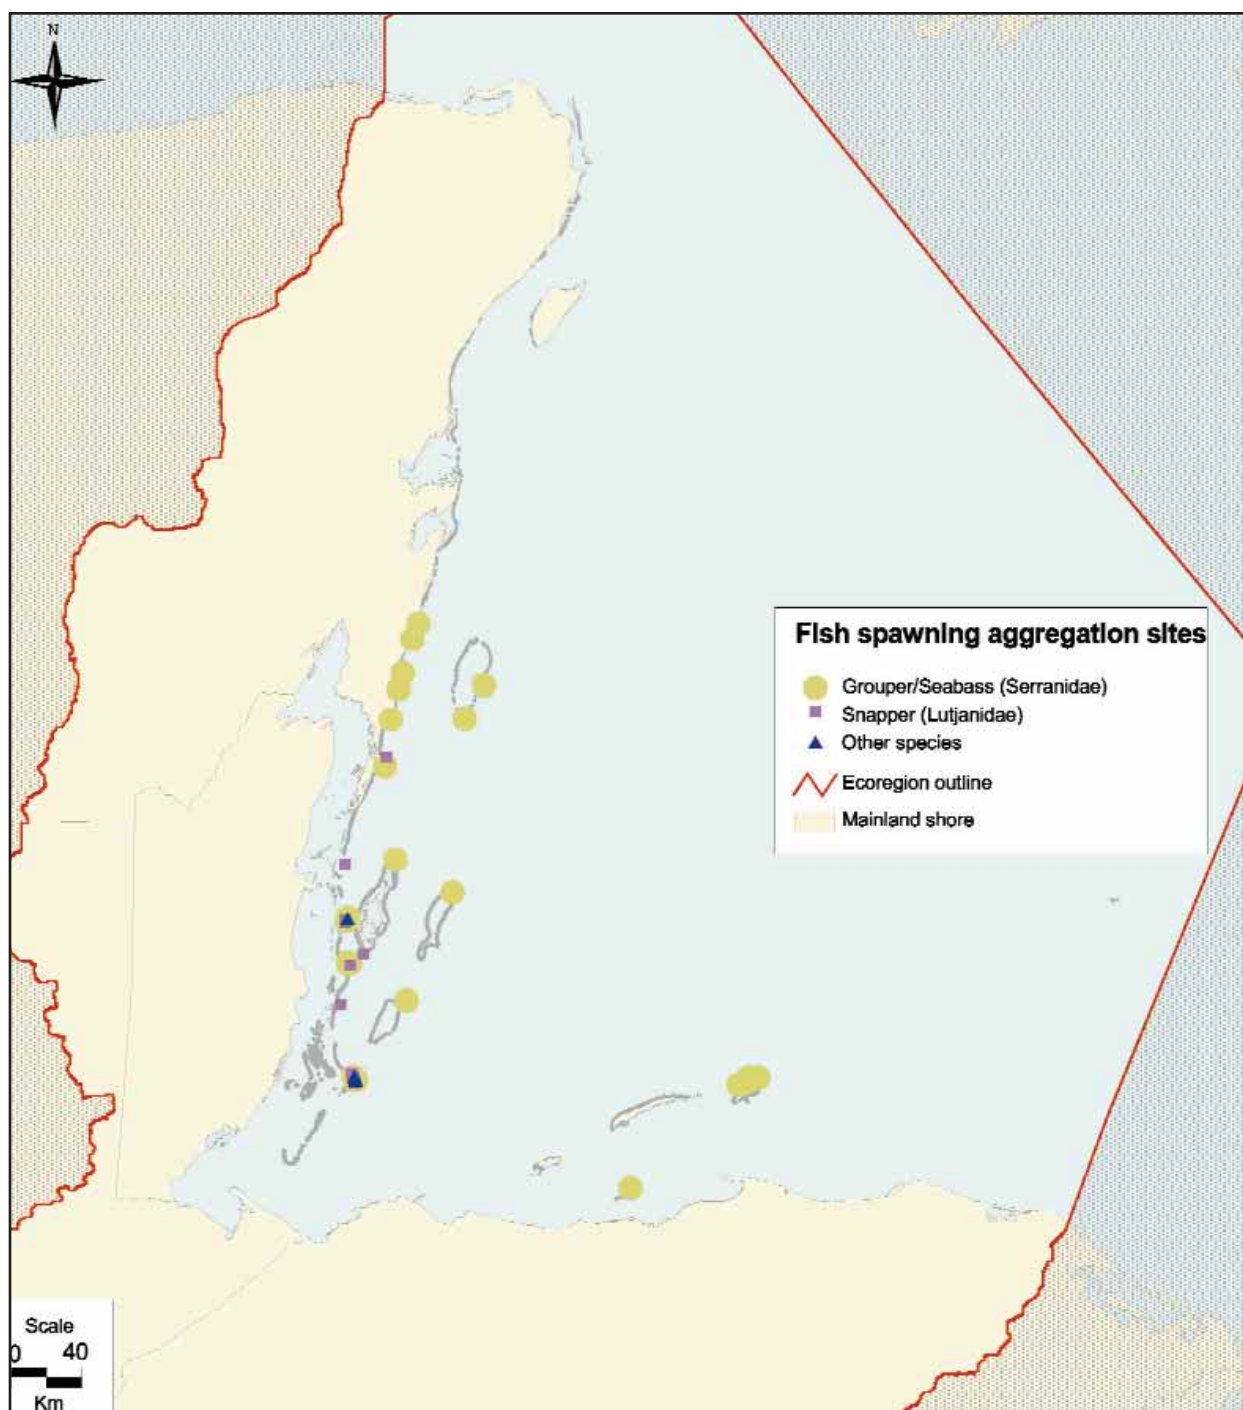 N
Fish spawning aggregation sites
Grouper/Seabass (Serranidae)
Snapper (Lutjanidae)
Other species
Ecoregion outline
Mainland shore
Scale
0 40
Km